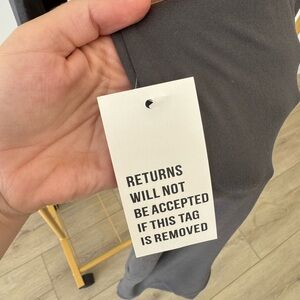 RETURNS
WILL NOT
BE ACCEPTED
IF THIS TAG
IS REMOVED